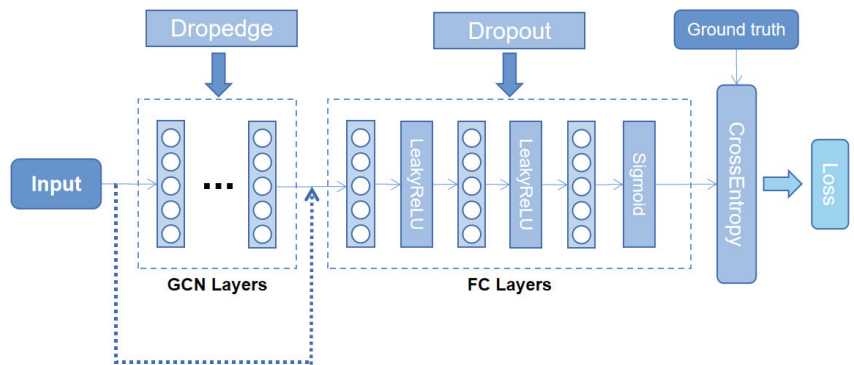 Dropedge
Dropout
Ground truth
Input
...
LeakyReLU
LeakyReLU
Sigmoid
CrossEntropy
Loss
GCN Layers
FC Layers